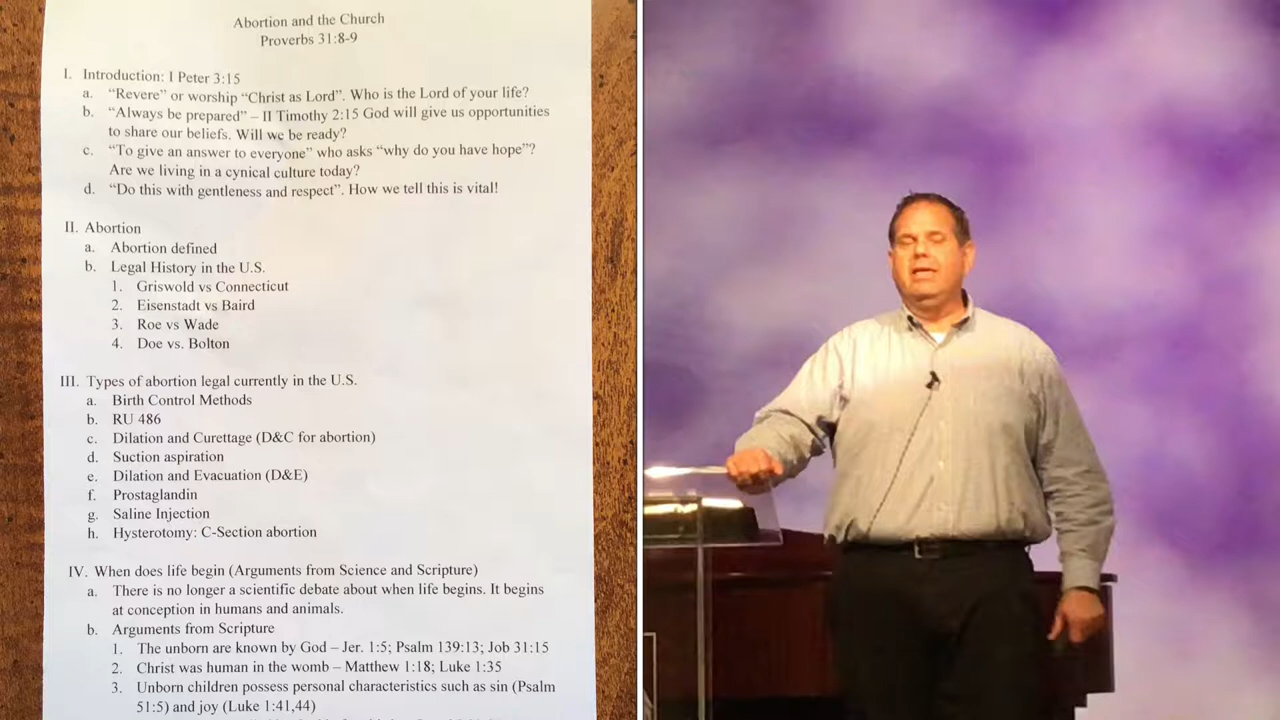 Abortion and the Church
Proverbs 31:8-9
I. Introduction: I Peter 3:15
a. “Revere” or worship “Christ as Lord”. Who is the Lord of your life?
b. “Always be prepared” – II Timothy 2:15 God will give us opportunities
to share our beliefs. Will we be ready?
c. “To give an answer to everyone” who asks “why do you have hope”?
Are we living in a cynical culture today?
d. “Do this with gentleness and respect”. How we tell this is vital!
II. Abortion
a. Abortion defined
b. Legal History in the U.S.
1. Griswold vs Connecticut
2. Eisenstadt vs Baird
3. Roe vs Wade
4. Doe vs. Bolton
III. Types of abortion legal currently in the U.S.
a. Birth Control Methods
b. RU 486
c. Dilation and Curettage (D&C for abortion)
d. Suction aspiration
e. Dilation and Evacuation (D&E)
f. Prostaglandin
g. Saline Injection
h. Hysterotomy: C-Section abortion
IV. When does life begin (Arguments from Science and Scripture)
a. There is no longer a scientific debate about when life begins. It begins
at conception in humans and animals.
b. Arguments from Scripture
1. The unborn are known by God – Jer. 1:5; Psalm 139:13; Job 31:15
2. Christ was human in the womb – Matthew 1:18; Luke 1:35
3. Unborn children possess personal characteristics such as sin (Psalm
51:5) and joy (Luke 1:41,44)